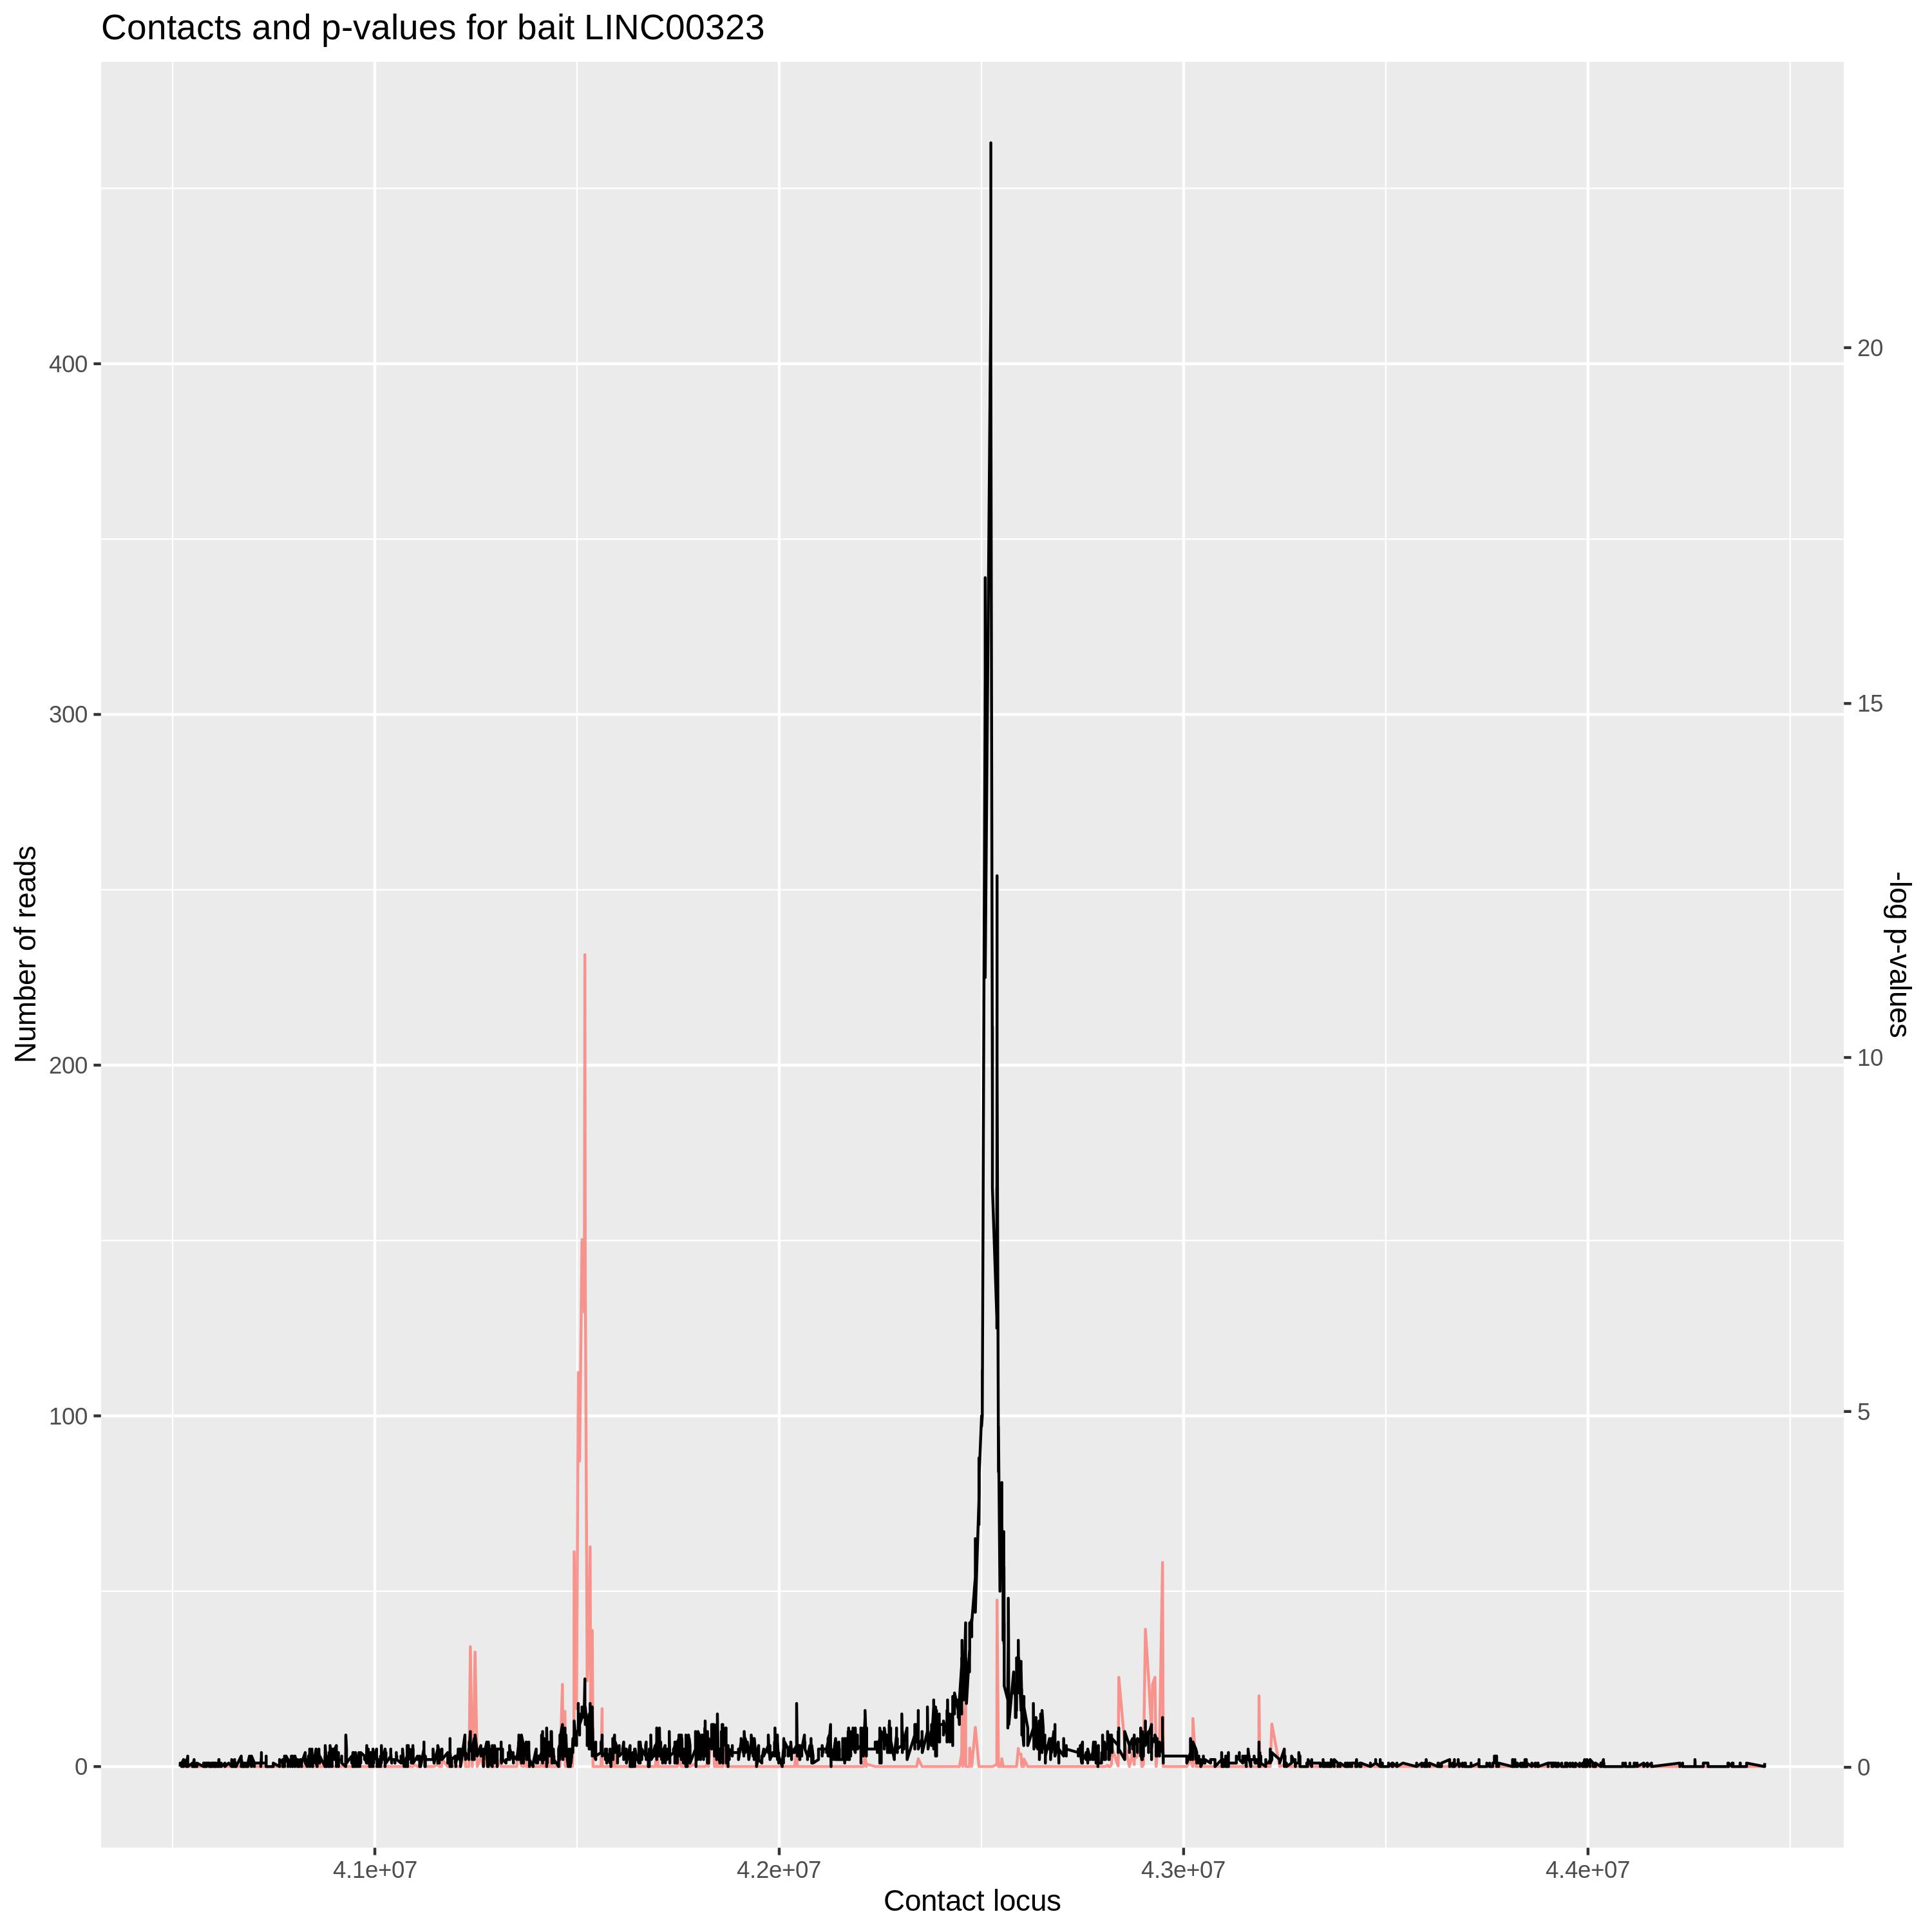 Contacts and p-values for bait LINC00323
Number of reads
400
300
200
100
0
20
15
10
5
0
-log p-values
4.1e+07
4.2e+07
4.3e+07
4.4e+07
Contact locus